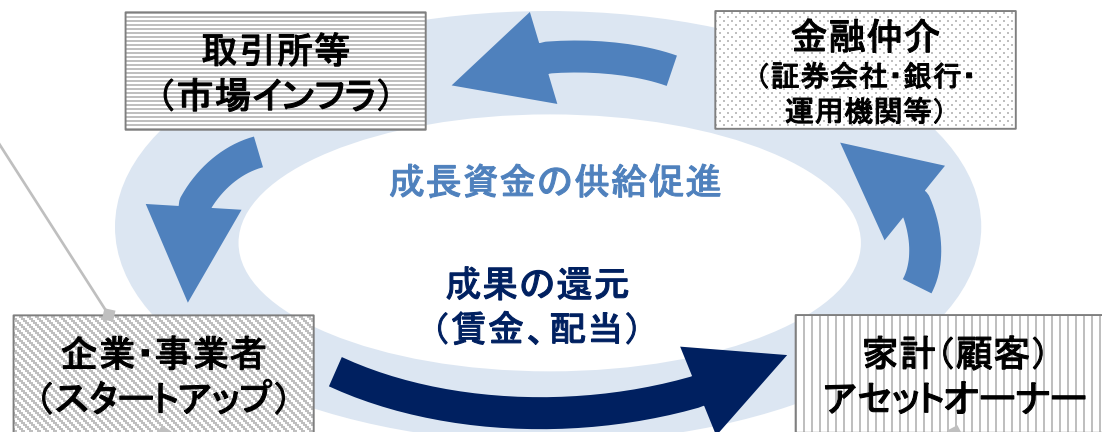 取引所等
（市場インフラ）
金融仲介
（証券会社・銀行・
運用機関等）
成長資金の供給促進
成果の還元
（賃金、配当）
企業・事業者
（スタートアップ）
家計（顧客）
アセットオーナー